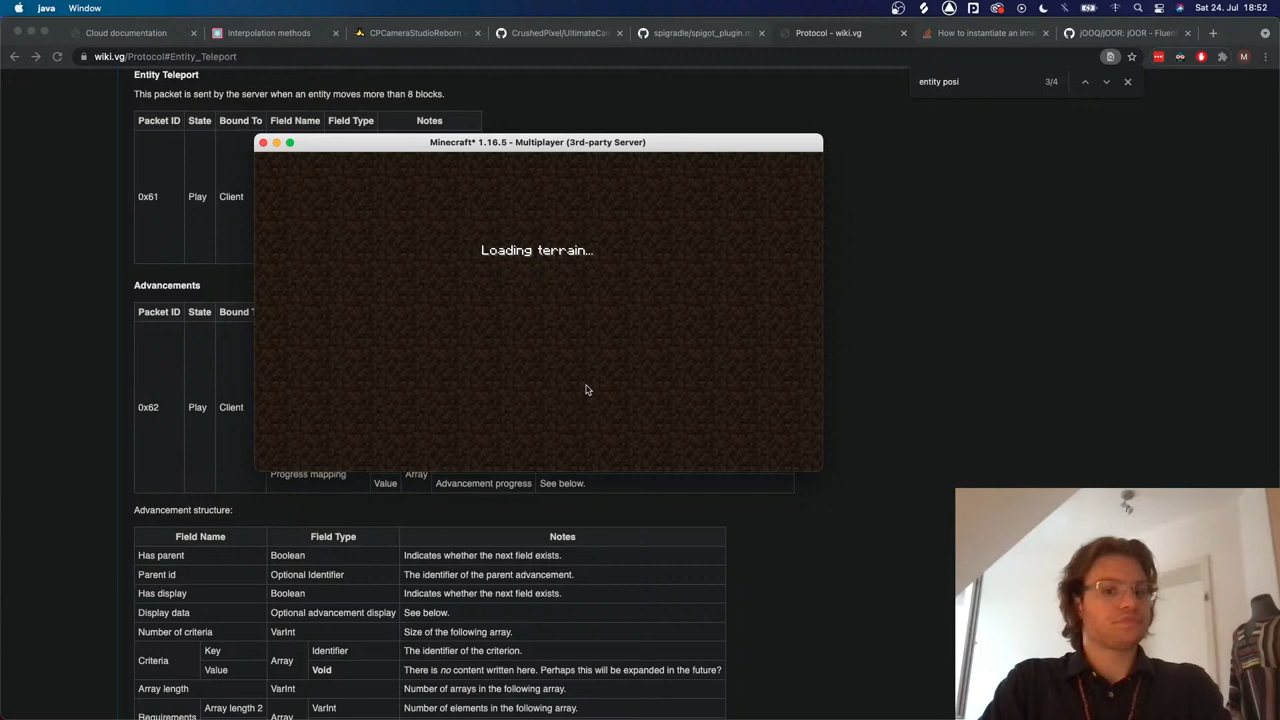 java Window Sat 24. Jul 18:52
Cloud documentation Interpolation methods CPCameraStudioReborn - CrushedPixel/UltimateCam spigradle/spigot_plugin.m Protocol - wiki.vg How to instantiate an inne jOOQ/jOOR: jOOR - Fluen
wiki.vg/Protocol#Entity_Teleport M
entity posi 3/4
Entity Teleport
This packet is sent by the server when an entity moves more than 8 blocks.
Packet ID State Bound To Field Name Field Type Notes
Minecraft* 1.16.5 - Multiplayer (3rd-party Server)
0x61 Play Client
Loading terrain...
Advancements
Packet ID State Bound T
0x62 Play Client
Progress mapping Array
Value Advancement progress See below.
Advancement structure:
Field Name Field Type Notes
Has parent Boolean Indicates whether the next field exists.
Parent id Optional Identifier The identifier of the parent advancement.
Has display Boolean Indicates whether the next field exists.
Display data Optional advancement display See below.
Number of criteria VarInt Size of the following array.
Criteria Key Array Identifier The identifier of the criterion.
Value Void There is no content written here. Perhaps this will be expanded in the future?
Array length VarInt Number of arrays in the following array.
Requirements Array length 2 Array VarInt Number of elements in the following array.